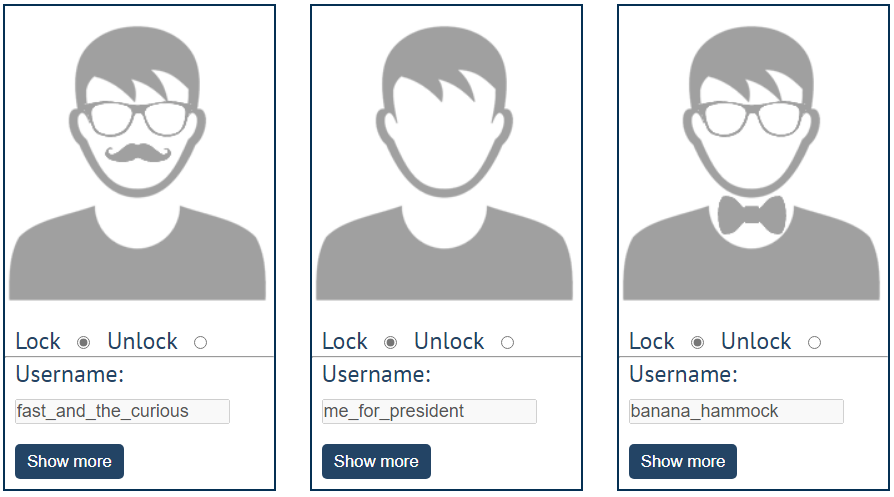 Lock Unlock
Username:
fast_and_the_curious
Show more
Lock Unlock
Username:
me_for_president
Show more
Lock Unlock
Username:
banana_hammock
Show more